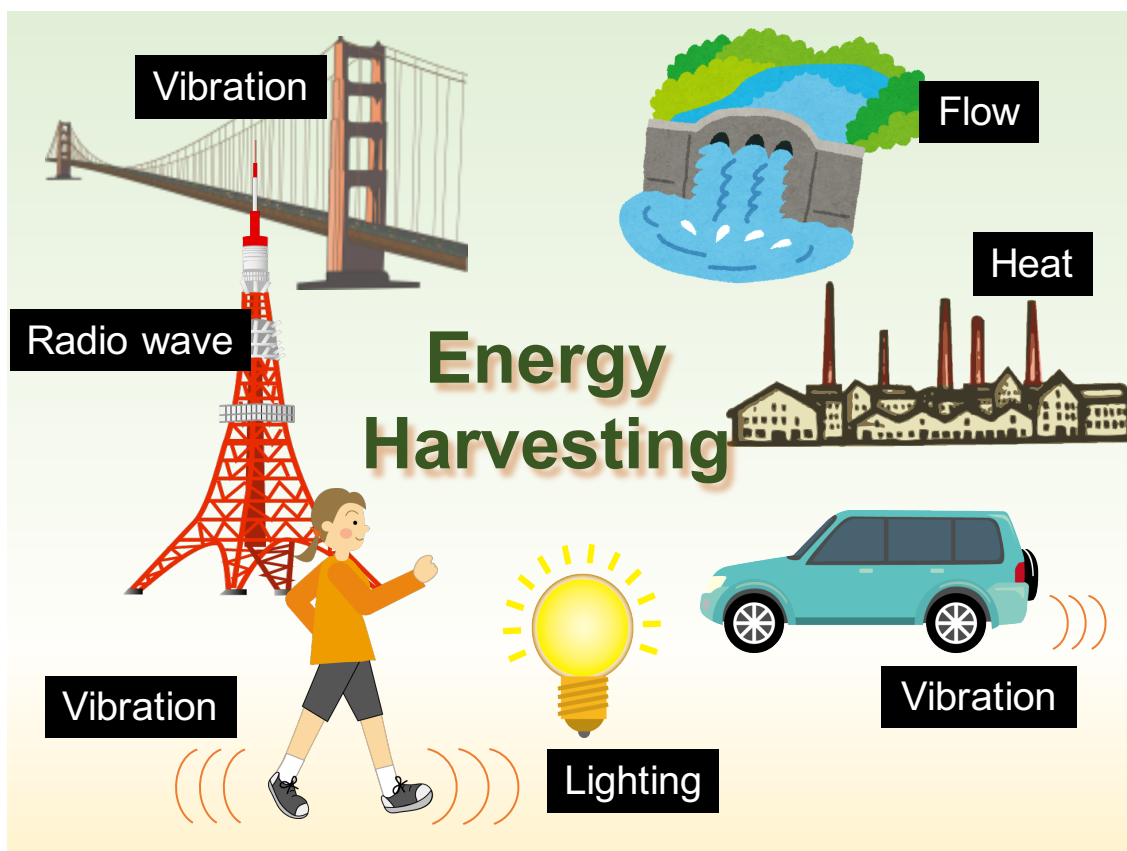 Vibration
Flow
Heat
Radio wave
Energy
Harvesting
Vibration
Vibration
Lighting